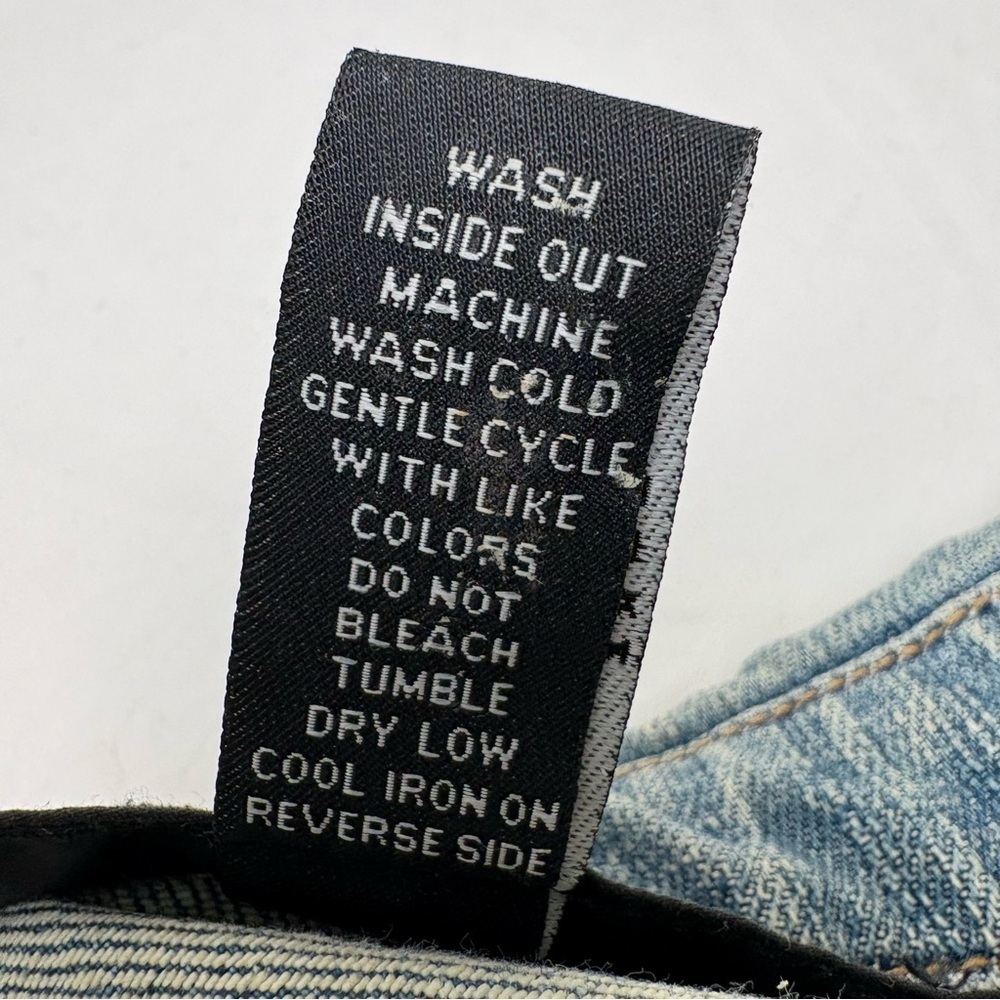 WASH
INSIDE OUT
MACHINE
WASH COLD
GENTLE CYCLE
WITH LIKE
COLORS
DO NOT
BLEACH
TUMBLE
DRY LOW
COOL IRON ON
REVERSE SIDE